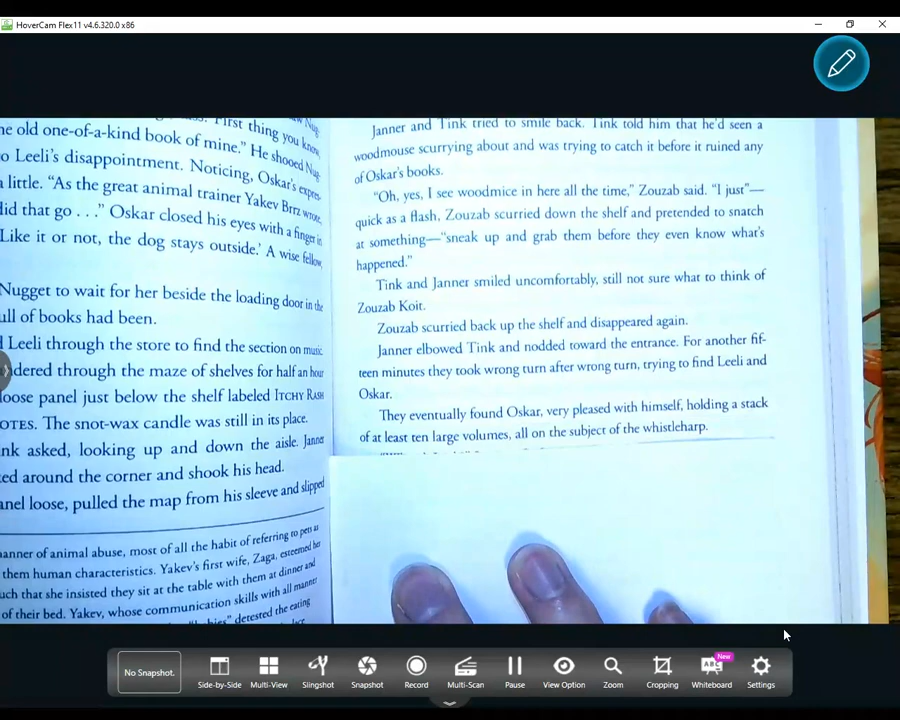 HoverCam Flex11 v4.6.320.0 x86
First thing you know,
he old one-of-a-kind book of mine." He shooed Nug-
o Leeli's disappointment. Noticing, Oskar's expres-
a little. "As the great animal trainer Yakev Brrz wrote,
did that go . . ." Oskar closed his eyes with a finger in
Like it or not, the dog stays outside.' A wise fellow,
Nugget to wait for her beside the loading door in the
ull of books had been.
Leeli through the store to find the section on music.
dered through the maze of shelves for half an hour
loose panel just below the shelf labeled ITCHY RASH
OTES. The snot-wax candle was still in its place.
nk asked, looking up and down the aisle. Janner
ed around the corner and shook his head.
anel loose, pulled the map from his sleeve and slipped
anner of animal abuse, most of all the habit of referring to pets as
them human characteristics. Yakev's first wife, Zaga, esteemed her
uch that she insisted they sit at the table with them at dinner and
of their bed. Yakev, whose communication skills with all manner
detested the eating
Janner and Tink tried to smile back. Tink told him that he'd seen a
woodmouse scurrying about and was trying to catch it before it ruined any
of Oskar's books.
"Oh, yes, I see woodmice in here all the time," Zouzab said. "I just"—
quick as a flash, Zouzab scurried down the shelf and pretended to snatch
at something—"sneak up and grab them before they even know what's
happened."
Tink and Janner smiled uncomfortably, still not sure what to think of
Zouzab Koit.
Zouzab scurried back up the shelf and disappeared again.
Janner elbowed Tink and nodded toward the entrance. For another fif-
teen minutes they took wrong turn after wrong turn, trying to find Leeli and
Oskar.
They eventually found Oskar, very pleased with himself, holding a stack
of at least ten large volumes, all on the subject of the whistleharp.
No Snapshot.
Side-by-Side
Multi-View
Slingshot
Snapshot
Record
Multi-Scan
Pause
View Option
Zoom
Cropping
New
ABC
Whiteboard
Settings